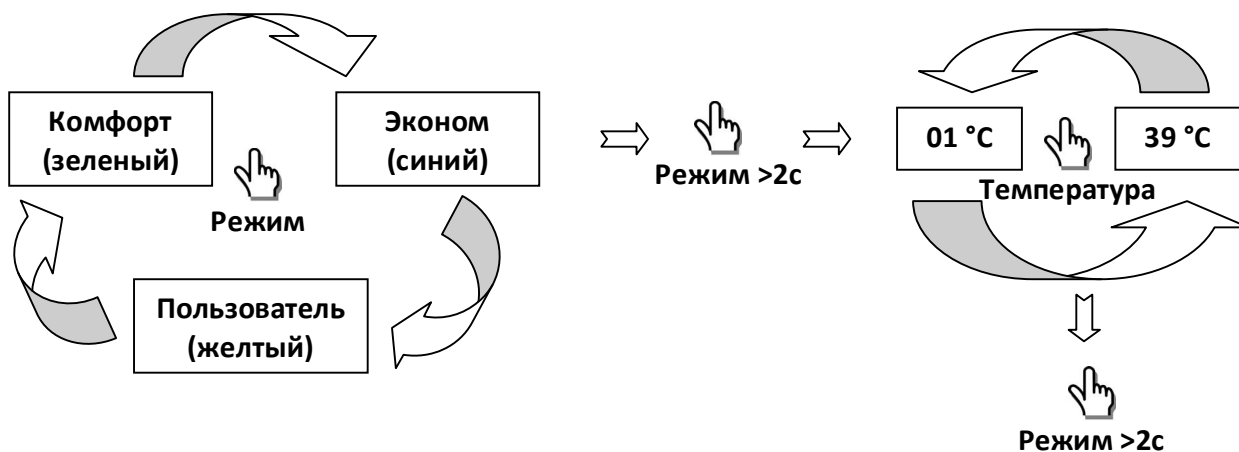 Комфорт
(зеленый)
Эконом
(синий)
Режим
Пользователь
(желтый)
Режим >2с
01 °C
39 °C
Температура
Режим >2с